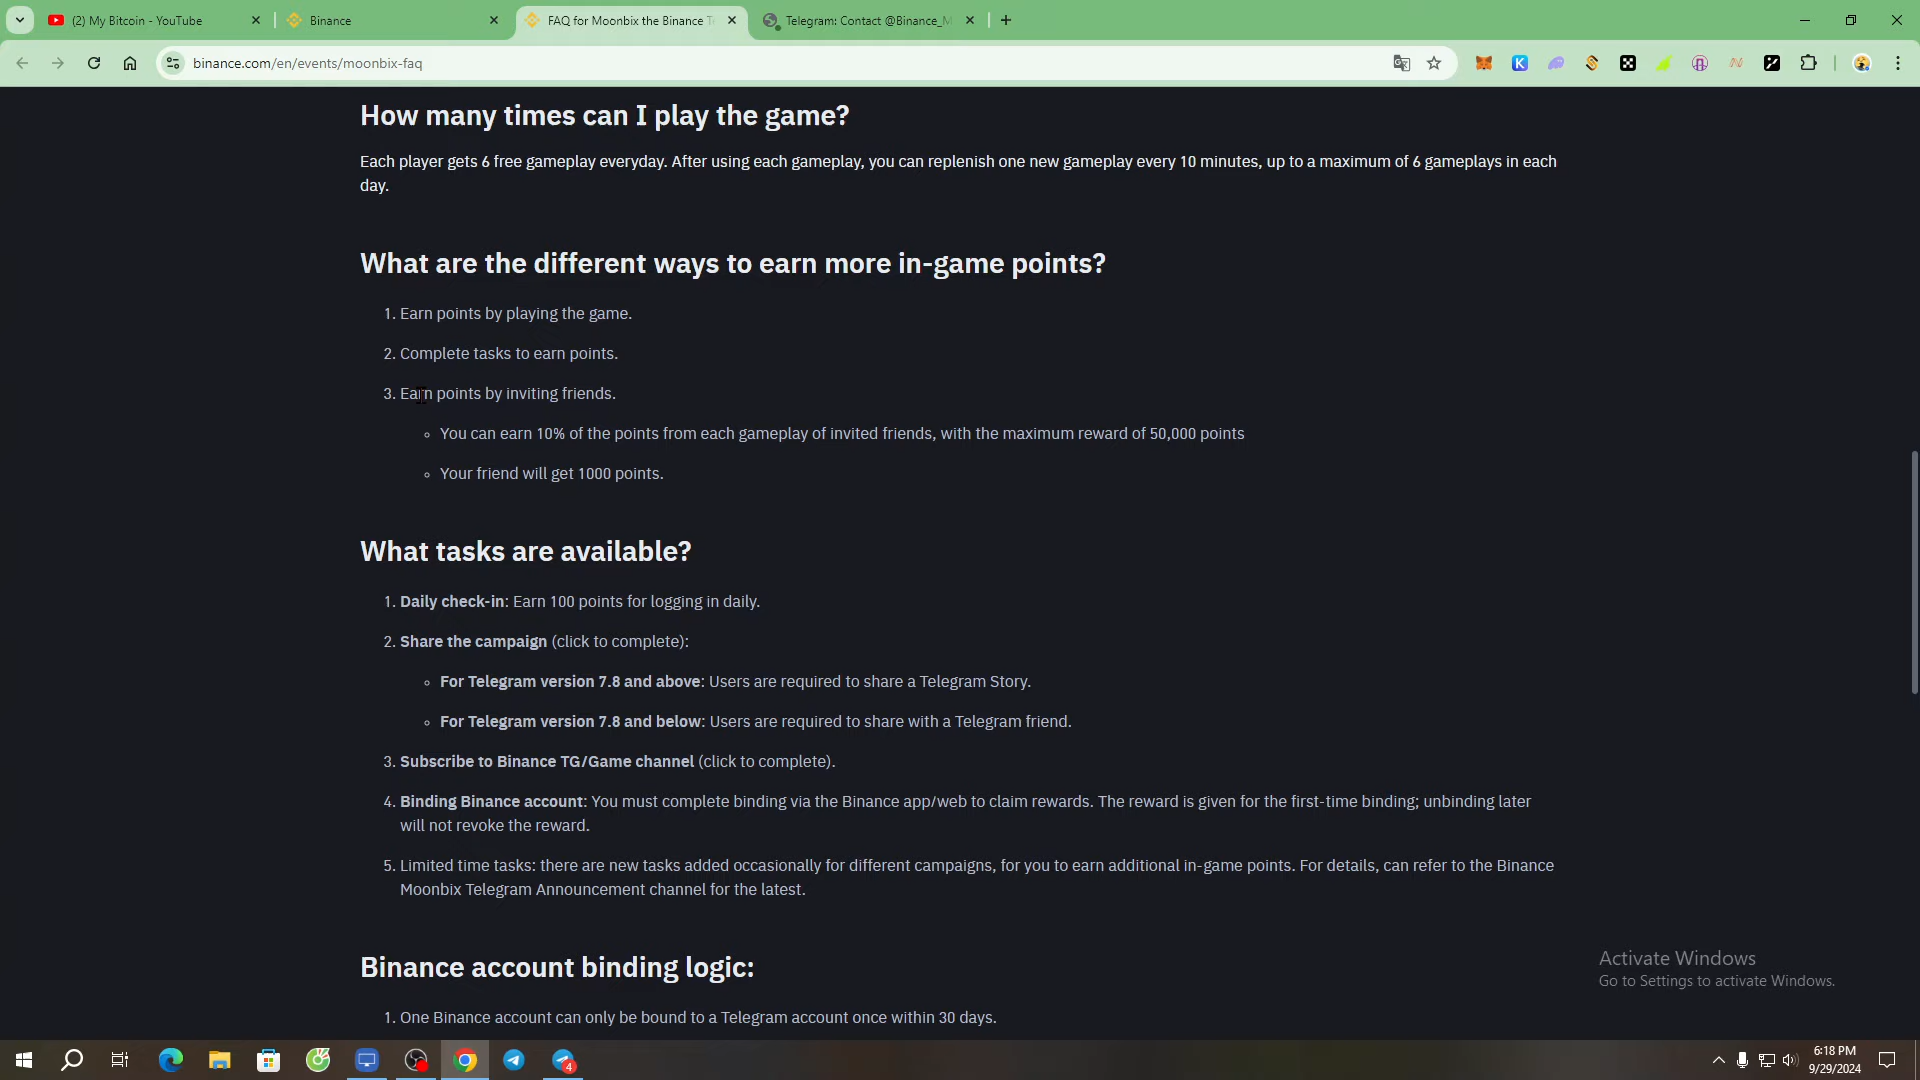 (2) My Bitcoin - YouTube
Binance
FAQ for Moonbix the Binance T
Telegram: Contact @Binance_M
binance.com/en/events/moonbix-faq
How many times can I play the game?
Each player gets 6 free gameplay everyday. After using each gameplay, you can replenish one new gameplay every 10 minutes, up to a maximum of 6 gameplays in each
day.
What are the different ways to earn more in-game points?
1. Earn points by playing the game.
2. Complete tasks to earn points.
3. Earn points by inviting friends.
◦ You can earn 10% of the points from each gameplay of invited friends, with the maximum reward of 50,000 points
◦ Your friend will get 1000 points.
What tasks are available?
1. Daily check-in: Earn 100 points for logging in daily.
2. Share the campaign (click to complete):
◦ For Telegram version 7.8 and above: Users are required to share a Telegram Story.
◦ For Telegram version 7.8 and below: Users are required to share with a Telegram friend.
3. Subscribe to Binance TG/Game channel (click to complete).
4. Binding Binance account: You must complete binding via the Binance app/web to claim rewards. The reward is given for the first-time binding; unbinding later
will not revoke the reward.
5. Limited time tasks: there are new tasks added occasionally for different campaigns, for you to earn additional in-game points. For details, can refer to the Binance
Moonbix Telegram Announcement channel for the latest.
Activate Windows
Go to Settings to activate Windows.
Binance account binding logic:
1. One Binance account can only be bound to a Telegram account once within 30 days.
4
6:18 PM
9/29/2024